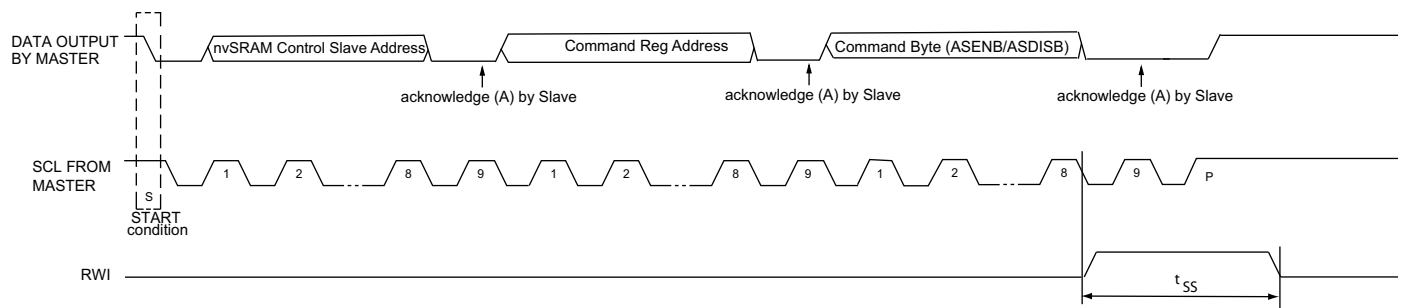 DATA OUTPUT
BY MASTER
nvSRAM Control Slave Address
Command Reg Address
Command Byte (ASENB/ASDISB)
acknowledge (A) by Slave
acknowledge (A) by Slave
acknowledge (A) by Slave
SCL FROM
MASTER
S
1 2 8 9 1 2 8 9 1 2 8 9 P
START
condition
RWI
tSS